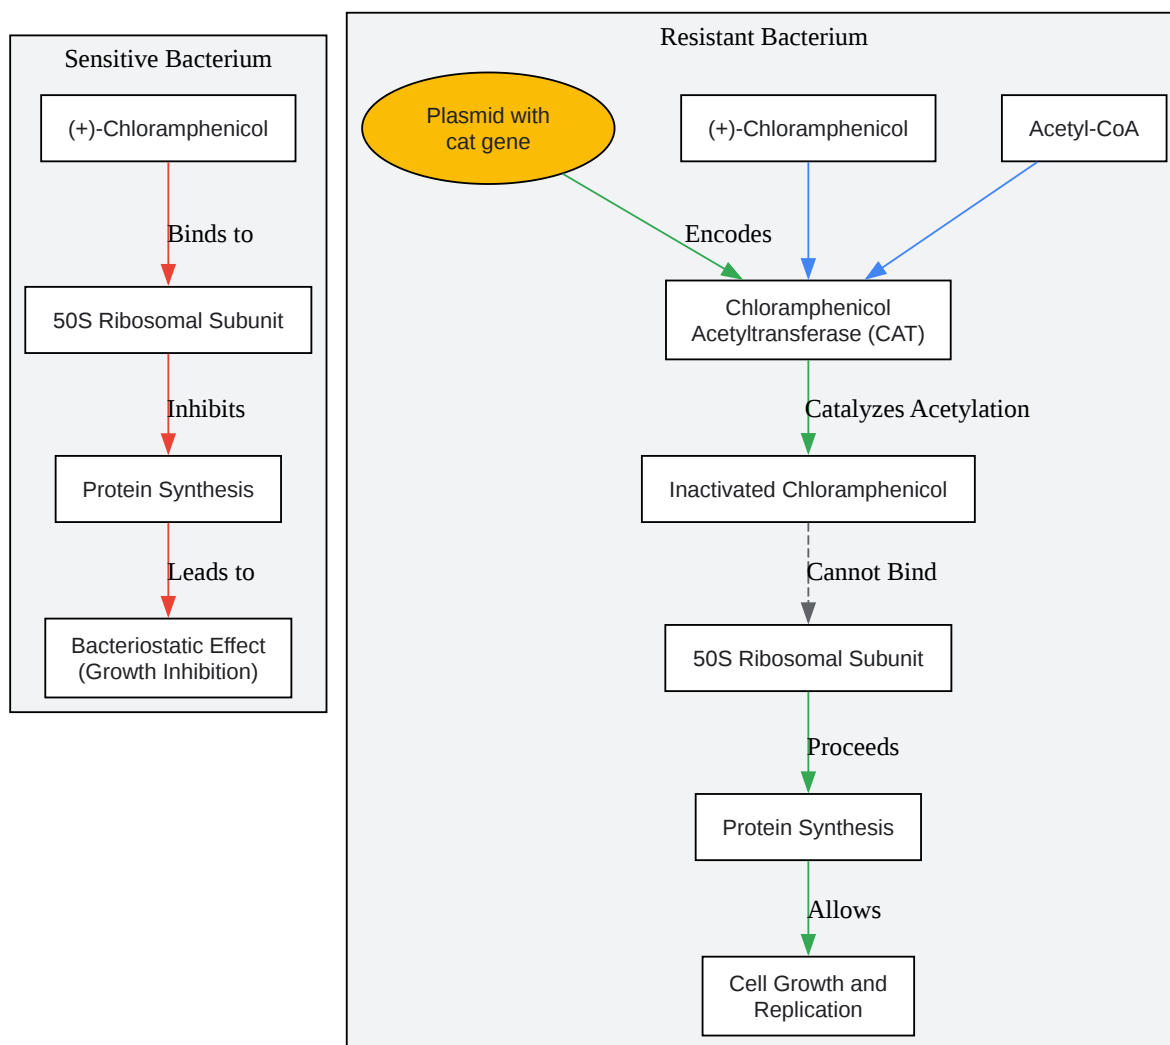 Sensitive Bacterium
(+)-Chloramphenicol
Binds to
50S Ribosomal Subunit
Inhibits
Protein Synthesis
Leads to
Bacteriostatic Effect
(Growth Inhibition)
Resistant Bacterium
Plasmid with
cat gene
(+)-Chloramphenicol
Acetyl-CoA
Encodes
Chloramphenicol
Acetyltransferase (CAT)
Catalyzes Acetylation
Inactivated Chloramphenicol
Cannot Bind
50S Ribosomal Subunit
Proceeds
Protein Synthesis
Allows
Cell Growth and
Replication